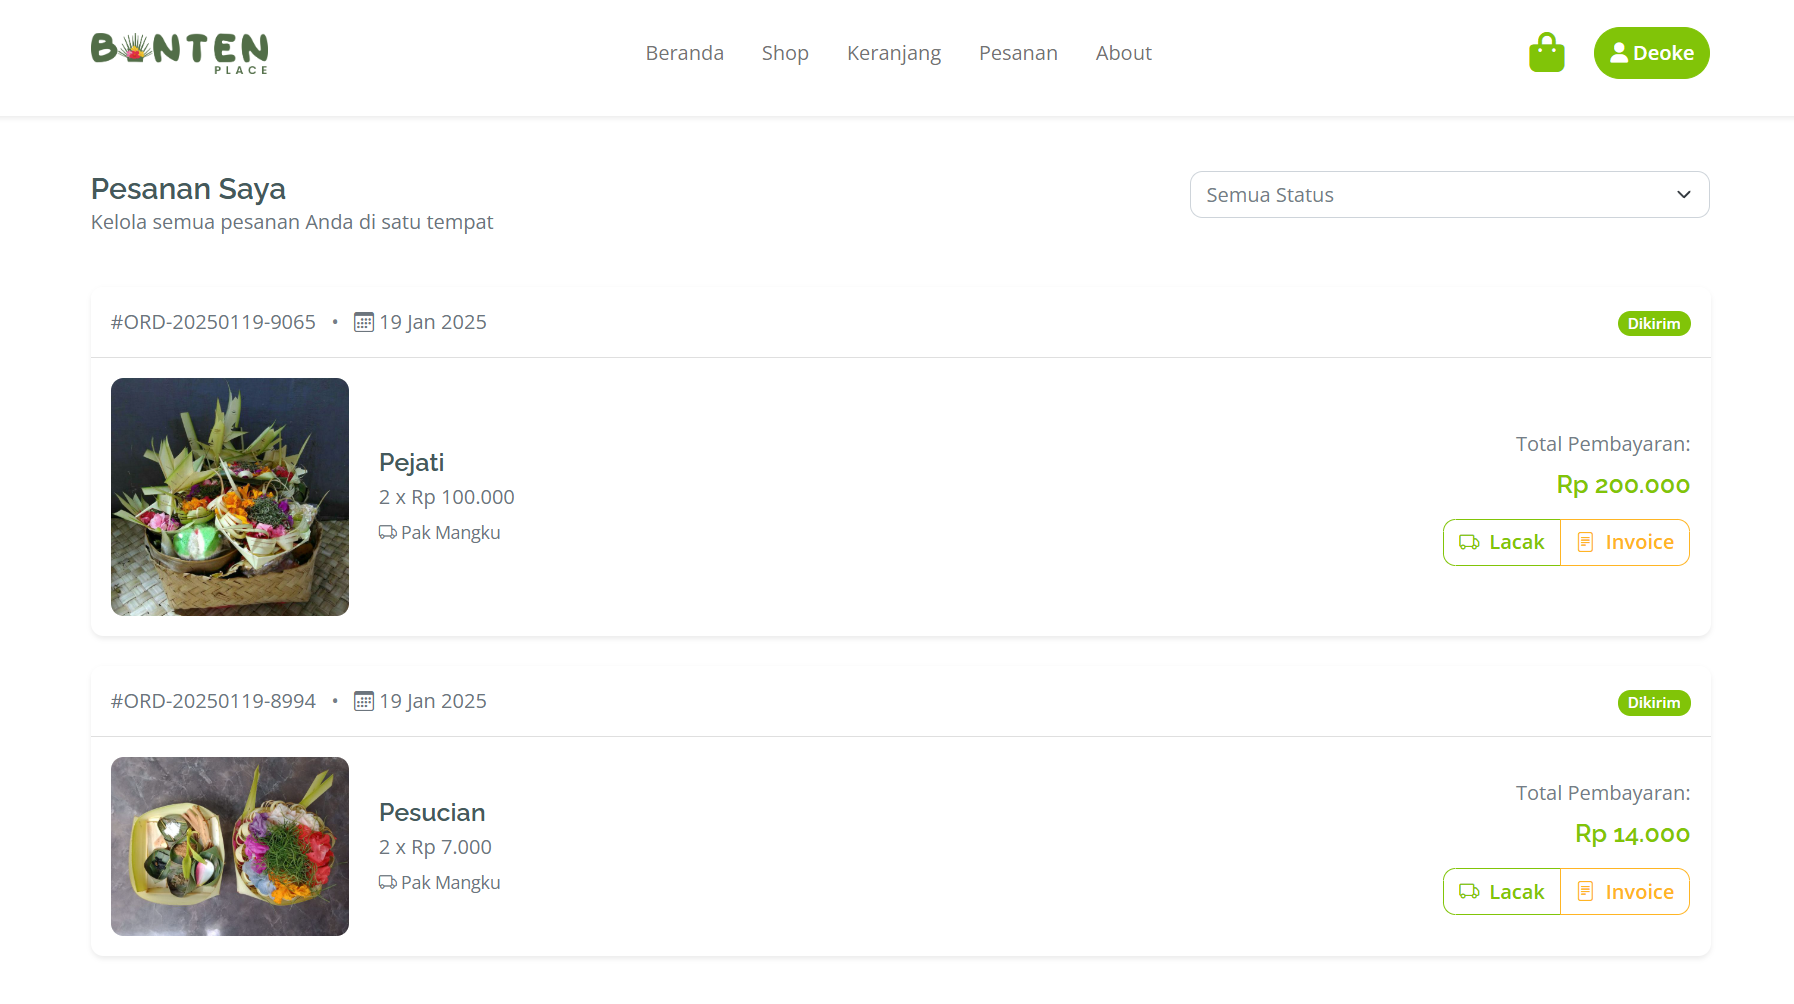 BANTEN
PLACE
Beranda Shop Keranjang Pesanan About
Deoke
Pesanan Saya
Kelola semua pesanan Anda di satu tempat
Semua Status
#ORD-20250119-9065 • 19 Jan 2025
Dikirim
Pejati
2 x Rp 100.000
Pak Mangku
Total Pembayaran:
Rp 200.000
Lacak Invoice
#ORD-20250119-8994 • 19 Jan 2025
Dikirim
Pesucian
2 x Rp 7.000
Pak Mangku
Total Pembayaran:
Rp 14.000
Lacak Invoice